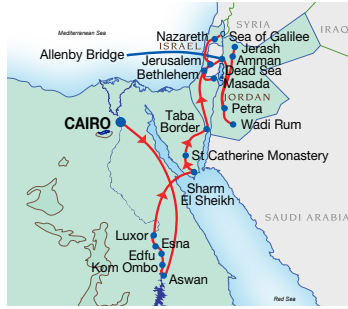 SYRIA
Mediterranean Sea
Nazareth
Sea of Galilee
IRAQ
ISRAEL
Jerash
Allenby Bridge
Amman
Jerusalem
Dead Sea
Bethlehem
Masada
JORDAN
Petra
Taba
Border
Wadi Rum
CAIRO
St Catherine Monastery
Sharm
El Sheikh
SAUDI ARABIA
Luxor
Esna
Edfu
Kom Ombo
Aswan
Red Sea